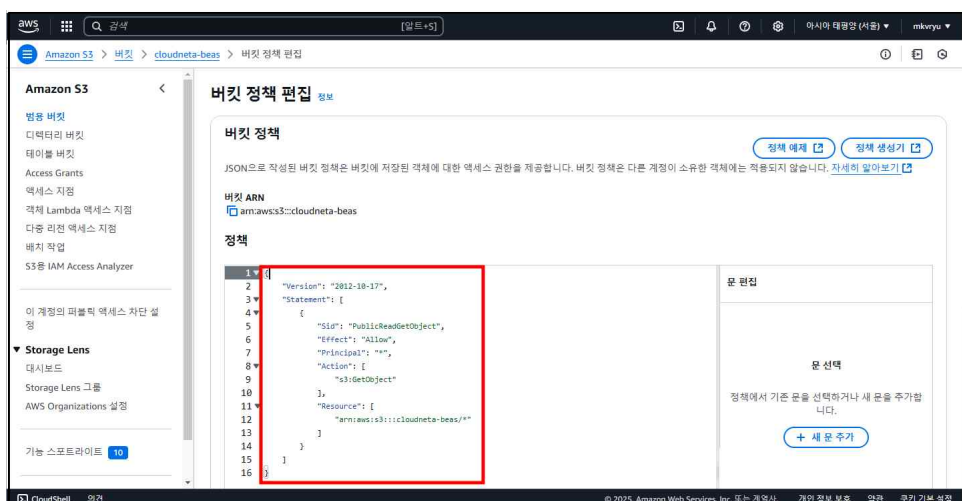 aws
검색
[알트+S]
아시아 태평양 (서울)
mkvryu
Amazon S3 > 버킷 > cloudneta-beas > 버킷 정책 편집
Amazon S3
범용 버킷
디렉터리 버킷
테이블 버킷
Access Grants
액세스 지점
객체 Lambda 액세스 지점
다중 리전 액세스 지점
배치 작업
S3용 IAM Access Analyzer
이 계정의 퍼블릭 액세스 차단 설
정
Storage Lens
대시보드
Storage Lens 그룹
AWS Organizations 설정
기능 스포트라이트 10
버킷 정책 편집 정보
버킷 정책
정책 예제
정책 생성기
JSON으로 작성된 버킷 정책은 버킷에 저장된 객체에 대한 액세스 권한을 제공합니다. 버킷 정책은 다른 계정이 소유한 객체에는 적용되지 않습니다. 자세히 알아보기
버킷 ARN
arn:aws:s3:::cloudneta-beas
정책
1 {
2 "Version": "2012-10-17",
3 "Statement": [
4 {
5 "Sid": "PublicReadGetObject",
6 "Effect": "Allow",
7 "Principal": "*",
8 "Action": [
9 "s3:GetObject"
10 ],
11 "Resource": [
12 "arn:aws:s3:::cloudneta-beas/*"
13 ]
14 }
15 ]
16 }
문 편집
문 선택
정책에서 기존 문을 선택하거나 새 문을 추가합
니다.
+ 새 문 추가
CloudShell 의견
© 2025, Amazon Web Services, Inc. 또는 계열사. 개인 정보 보호 약관 쿠키 기본 설정